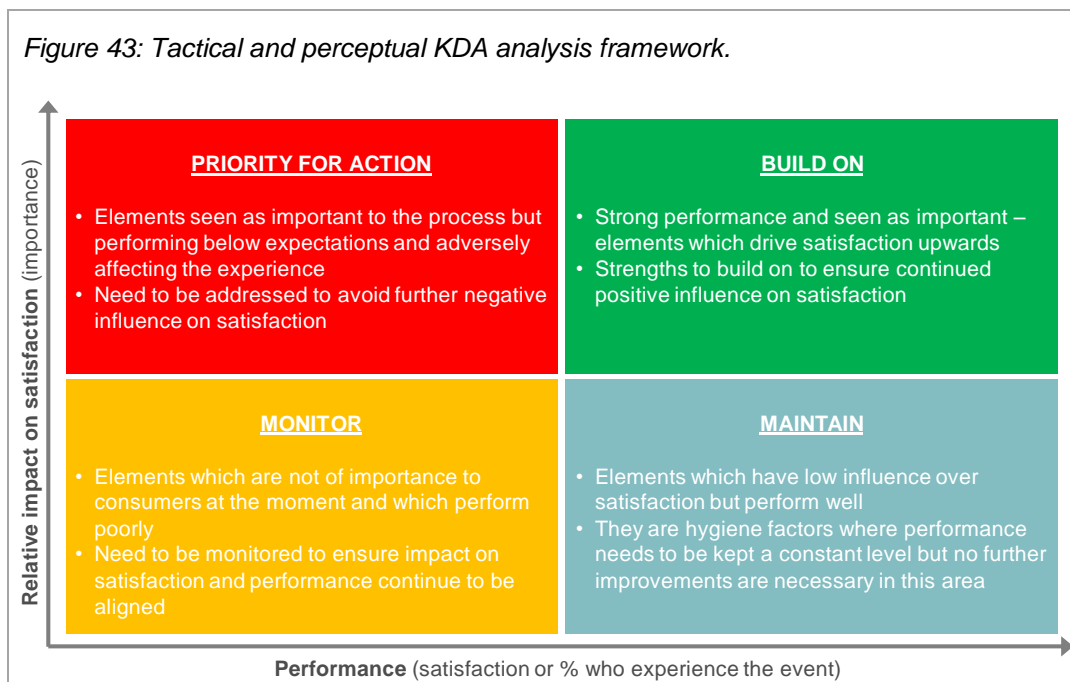 Figure 43: Tactical and perceptual KDA analysis framework.
Relative impact on satisfaction (importance)
PRIORITY FOR ACTION
• Elements seen as important to the process but
performing below expectations and adversely
affecting the experience
• Need to be addressed to avoid further negative
influence on satisfaction
BUILD ON
• Strong performance and seen as important –
elements which drive satisfaction upwards
• Strengths to build on to ensure continued
positive influence on satisfaction
MONITOR
• Elements which are not of importance to
consumers at the moment and which perform
poorly
• Need to be monitored to ensure impact on
satisfaction and performance continue to be
aligned
MAINTAIN
• Elements which have low influence over
satisfaction but perform well
• They are hygiene factors where performance
needs to be kept a constant level but no further
improvements are necessary in this area
Performance (satisfaction or % who experience the event)